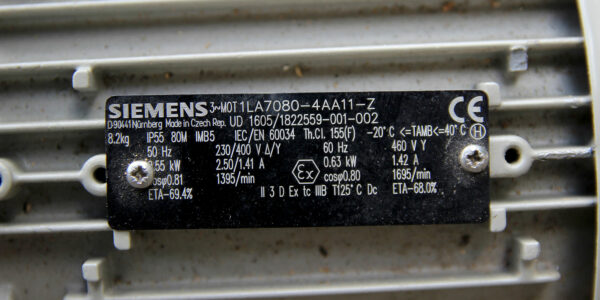 SIEMENS 3~MOT 1LA7080-4AA11-Z
D 90441 Nürnberg Made in Czech Rep. UD 1605/1822559-001-002
8.2kg IP55 80M IMB5 IEC/EN 60034 Th.Cl. 155(F) -20°C <=TAMB<=40°C H
50 Hz 230/400 V Δ/Y 60 Hz 460 V Y
kW 2.50/1.41 A 0.63 kW 1.42 A
cosφ0.81 1395/min cosφ0.80 1695/min
ETA-69.4% II 3 D Ex tc IIIB T125°C Dc ETA-68.0%
CE
Ex